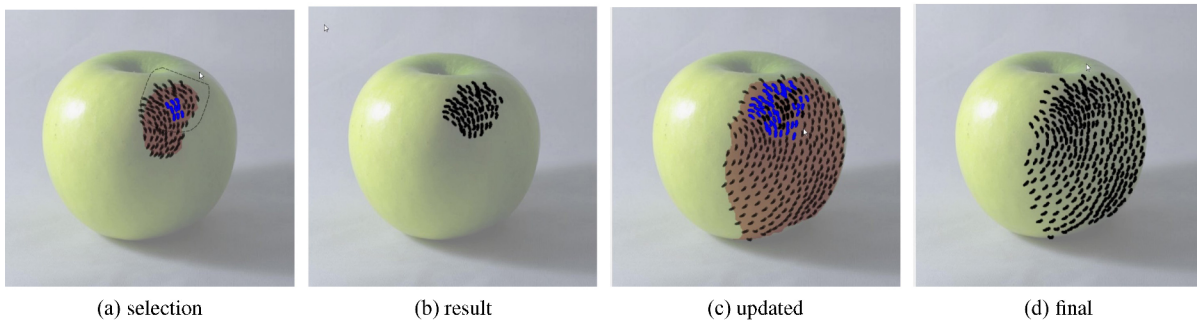 (a) selection
(b) result
(c) updated
(d) final